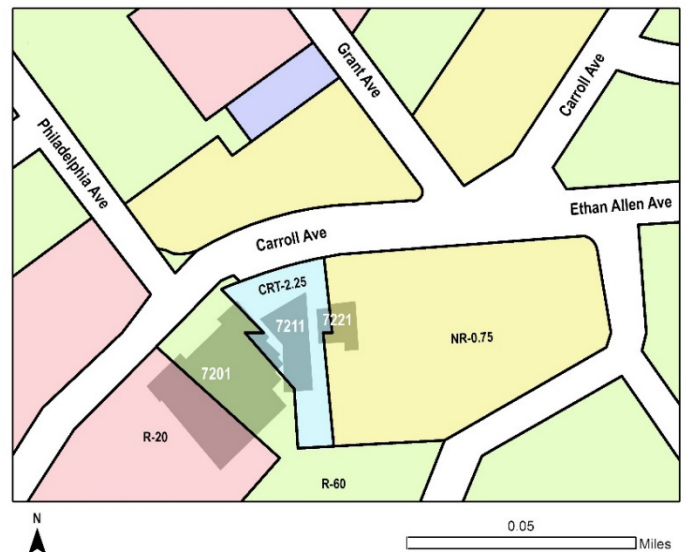 Grant Ave
Carroll Ave
Philadelphia Ave
Ethan Allen Ave
Carroll Ave
CRT-2.25
7211
7221
NR-0.75
7201
R-20
R-60
N
0.05
Miles